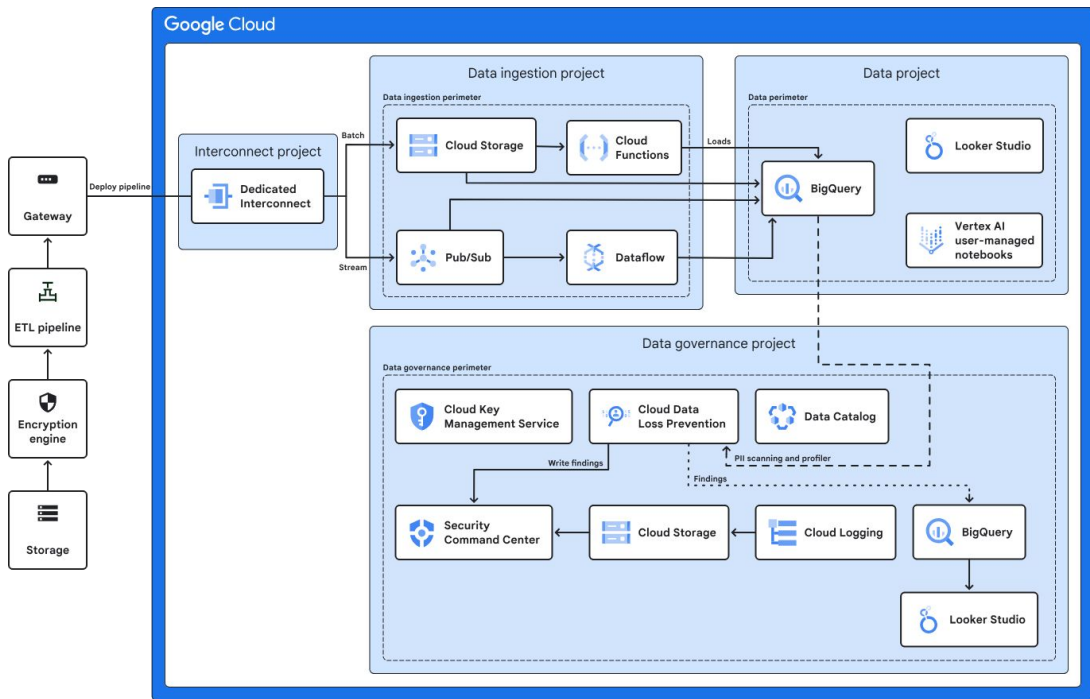 Google Cloud
Data ingestion project
Data project
Data ingestion perimeter
Data perimeter
Batch
Cloud Storage
Cloud
Functions
Loads
Looker Studio
Interconnect project
Gateway
Deploy pipeline
Dedicated
Interconnect
BigQuery
Vertex AI
user-managed
notebooks
Stream
Pub/Sub
Dataflow
ETL pipeline
Data governance project
Data governance perimeter
Encryption
engine
Cloud Key
Management Service
Cloud Data
Loss Prevention
Data Catalog
Write findings
PII scanning and profiler
Findings
Storage
Security
Command Center
Cloud Storage
Cloud Logging
BigQuery
Looker Studio